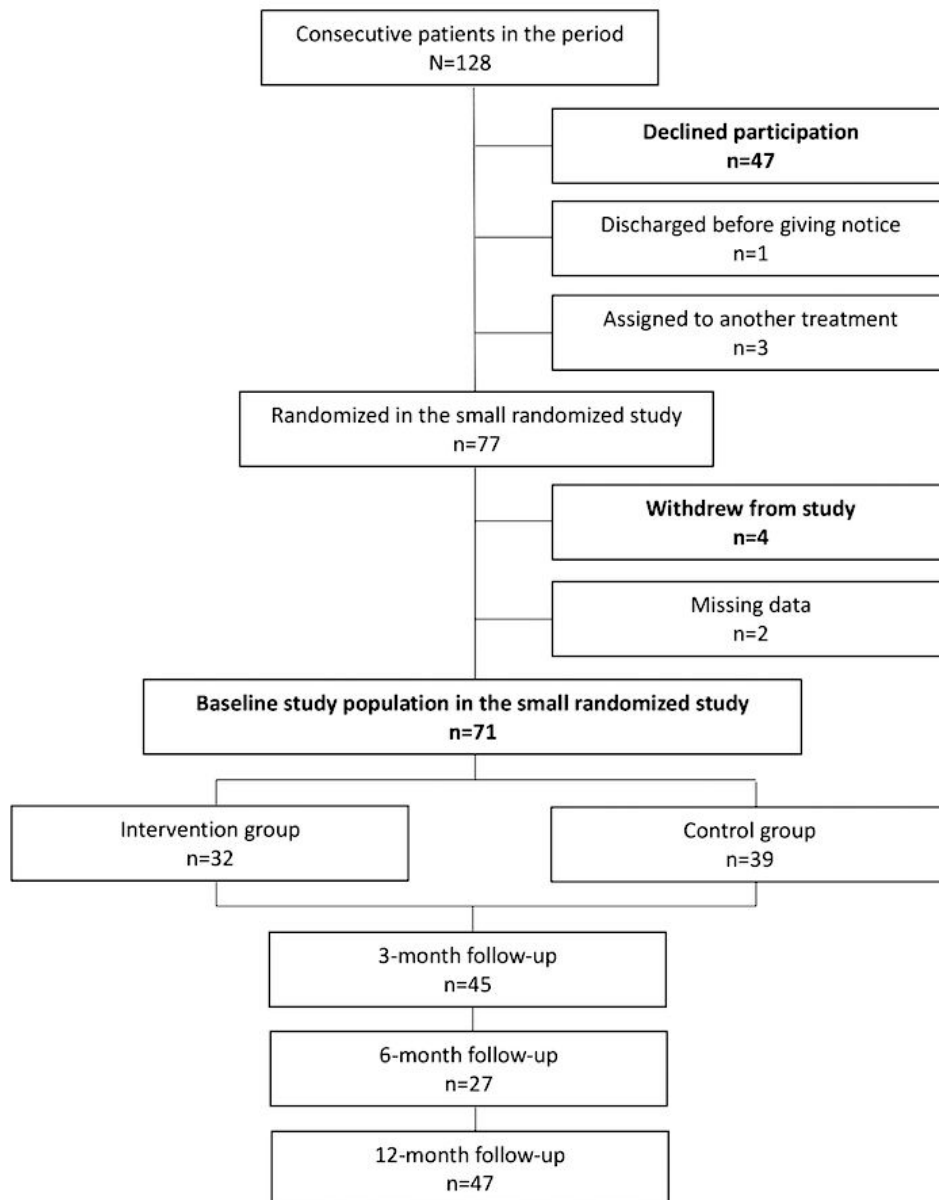 Consecutive patients in the period
N=128
Declined participation
n=47
Discharged before giving notice
n=1
Assigned to another treatment
n=3
Randomized in the small randomized study
n=77
Withdrew from study
n=4
Missing data
n=2
Baseline study population in the small randomized study
n=71
Intervention group
n=32
Control group
n=39
3-month follow-up
n=45
6-month follow-up
n=27
12-month follow-up
n=47